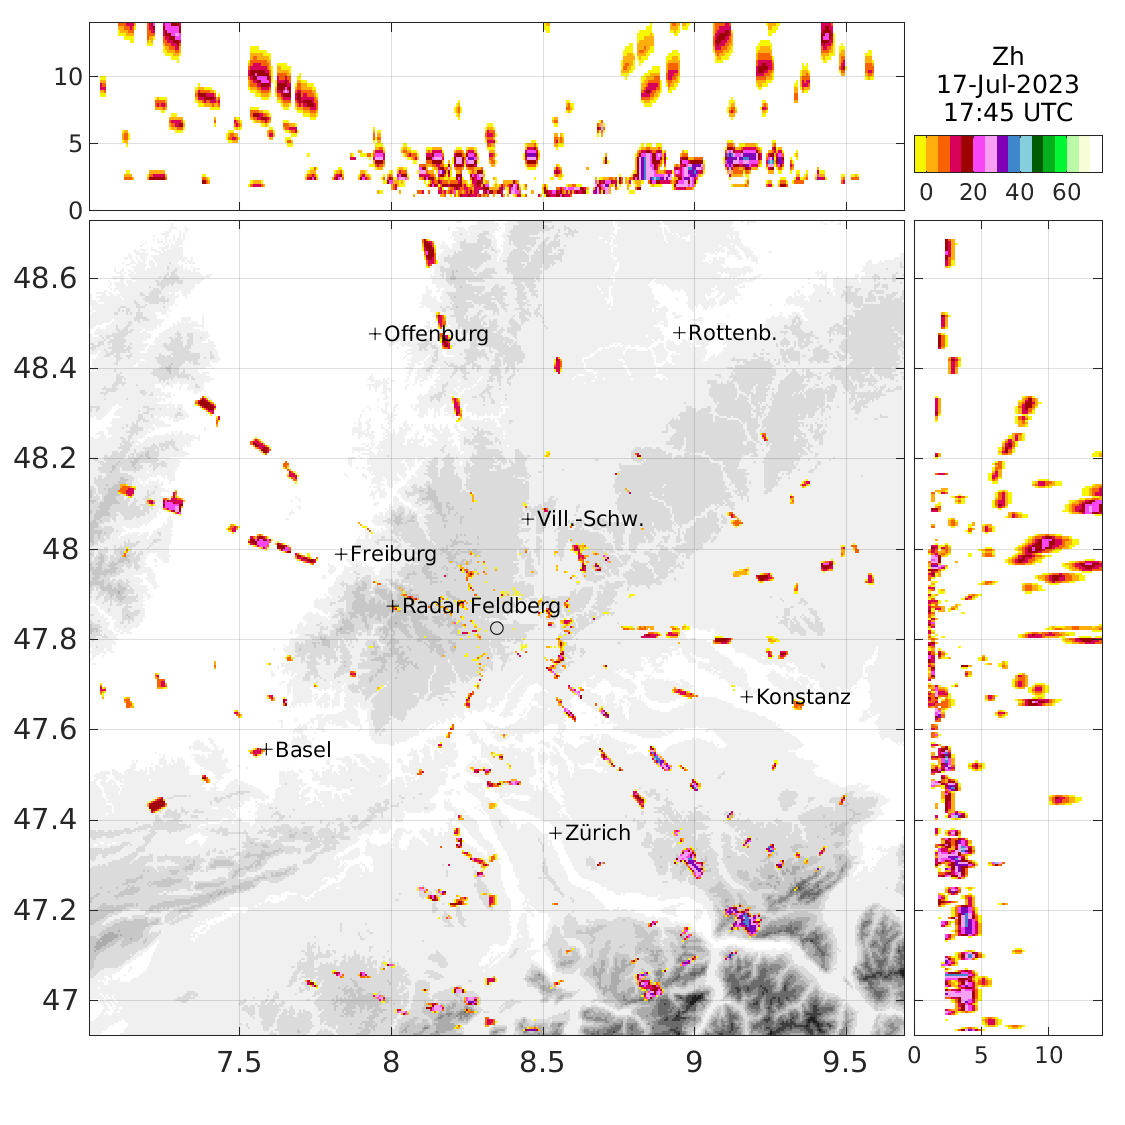 10
5
0
Zh
17-Jul-2023
17:45 UTC
0 20 40 60
48.6
48.4
48.2
48
47.8
47.6
47.4
47.2
47
+Offenburg
+Rottenb.
+Vill.-Schw.
+Freiburg
+Radar Feldberg
+Konstanz
+Basel
+Zürich
7.5 8 8.5 9 9.5
0 5 10